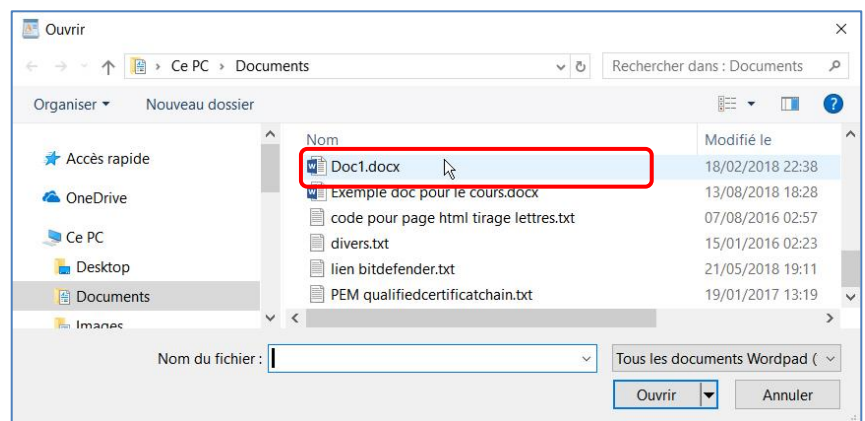 Ouvrir
Ce PC › Documents
Rechercher dans : Documents
Organiser
Nouveau dossier
Nom
Modifié le
Accès rapide
OneDrive
Ce PC
Desktop
Documents
Images
Doc1.docx 18/02/2018 22:38
Exemple doc pour le cours.docx 13/08/2018 18:28
code pour page html tirage lettres.txt 07/08/2016 02:57
divers.txt 15/01/2016 02:23
lien bitdefender.txt 21/05/2018 19:11
PEM qualifiedcertificatchain.txt 19/01/2017 13:19
Nom du fichier :
Tous les documents Wordpad (
Ouvrir
Annuler